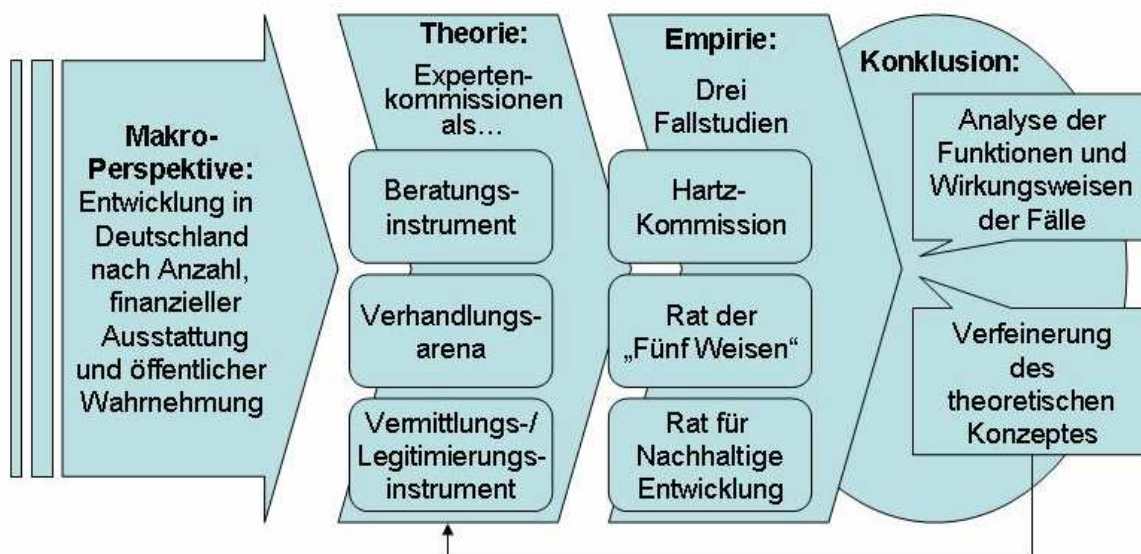 Makro-
Perspektive:
Entwicklung in
Deutschland
nach Anzahl,
finanzieller
Ausstattung
und öffentlicher
Wahrnehmung
Theorie:
Experten-
kommissionen
als…
Beratungs-
instrument
Verhandlungs-
arena
Vermittlungs-/
Legitimierungs-
instrument
Empirie:
Drei
Fallstudien
Hartz-
Kommission
Rat der
„Fünf Weisen“
Rat für
Nachhaltige
Entwicklung
Konklusion:
Analyse der
Funktionen und
Wirkungsweisen
der Fälle
Verfeinerung
des
theoretischen
Konzeptes